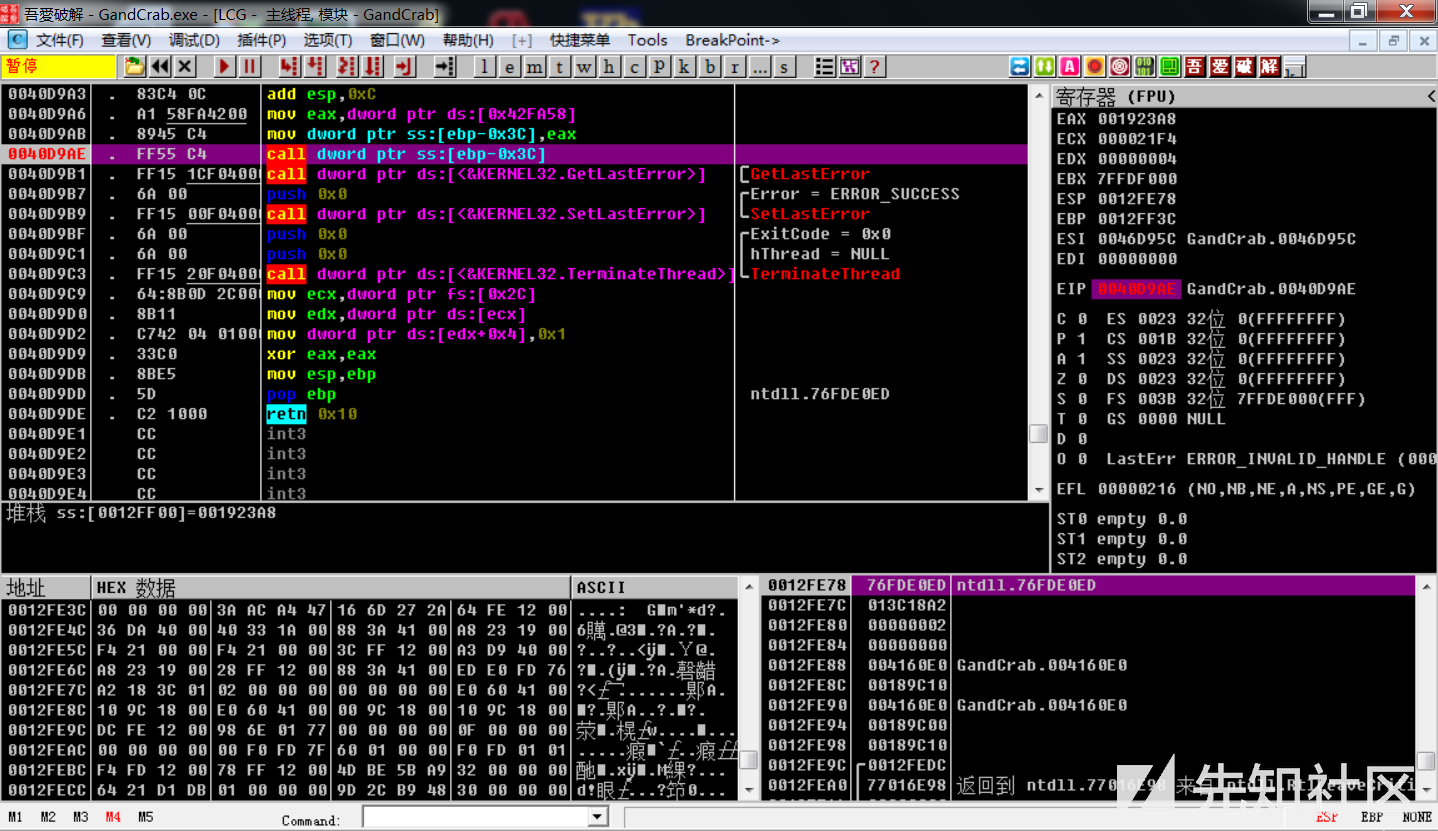 吾愛破解 - GandCrab.exe - [LCG - 主线程, 模块 - GandCrab]
文件(F) 查看(V) 调试(D) 插件(P) 选项(T) 窗口(W) 帮助(H) [+] 快捷菜单 Tools BreakPoint->
暂停 l e m t w h c P k b r ... s ? 吾 爱 破 解
0040D9A3 . 83C4 0C add esp,0xC
0040D9A6 . A1 58FA4200 mov eax,dword ptr ds:[0x42FA58]
0040D9AB . 8945 C4 mov dword ptr ss:[ebp-0x3C],eax
0040D9AE . FF55 C4 call dword ptr ss:[ebp-0x3C]
0040D9B1 . FF15 1CF0400 call dword ptr ds:[<&KERNEL32.GetLastError>] GetLastError
0040D9B7 . 6A 00 push 0x0 Error = ERROR_SUCCESS
0040D9B9 . FF15 00F0400 call dword ptr ds:[<&KERNEL32.SetLastError>] SetLastError
0040D9BF . 6A 00 push 0x0 ExitCode = 0x0
0040D9C1 . 6A 00 push 0x0 hThread = NULL
0040D9C3 . FF15 20F0400 call dword ptr ds:[<&KERNEL32.TerminateThread>] TerminateThread
0040D9C9 . 64:8B0D 2C00 mov ecx,dword ptr fs:[0x2C]
0040D9D0 . 8B11 mov edx,dword ptr ds:[ecx]
0040D9D2 . C742 04 0100 mov dword ptr ds:[edx+0x4],0x1
0040D9D9 . 33C0 xor eax,eax
0040D9DB . 8BE5 mov esp,ebp
0040D9DD . 5D pop ebp ntdll.76FDE0ED
0040D9DE . C2 1000 retn 0x10
0040D9E1 CC int3
0040D9E2 CC int3
0040D9E3 CC int3
0040D9E4 CC int3
堆栈 ss:[0012FF00]=001923A8
寄存器 (FPU) <
EAX 001923A8
ECX 000021F4
EDX 00000004
EBX 7FFDF000
ESP 0012FE78
EBP 0012FF3C
ESI 0046D95C GandCrab.0046D95C
EDI 00000000
EIP 0040D9AE GandCrab.0040D9AE
C 0 ES 0023 32位 0(FFFFFFFF)
P 1 CS 001B 32位 0(FFFFFFFF)
A 1 SS 0023 32位 0(FFFFFFFF)
Z 0 DS 0023 32位 0(FFFFFFFF)
S 0 FS 003B 32位 7FFDE000(FFF)
T 0 GS 0000 NULL
D 0
O 0 LastErr ERROR_INVALID_HANDLE (000
EFL 00000216 (NO,NB,NE,A,NS,PE,GE,G)
ST0 empty 0.0
ST1 empty 0.0
ST2 empty 0.0
地址 HEX 数据 ASCII
0012FE3C 00 00 00 00 3A AC A4 47 16 6D 27 2A 64 FE 12 00
0012FE4C 36 DA 40 00 40 33 1A 00 88 3A 41 00 A8 23 19 00
0012FE5C F4 21 00 00 F4 21 00 00 3C FF 12 00 A3 D9 40 00
0012FE6C A8 23 19 00 28 FF 12 00 88 3A 41 00 ED E0 FD 76
0012FE7C A2 18 3C 01 02 00 00 00 00 00 00 00 E0 60 41 00
0012FE8C 10 9C 18 00 E0 60 41 00 00 9C 18 00 10 9C 18 00
0012FE9C DC FE 12 00 98 6E 01 77 00 00 00 00 0F 00 00 00
0012FEAC 00 00 00 00 00 F0 FD 7F 60 01 00 00 F0 FD 01 01
0012FEBC F4 FD 12 00 78 FF 12 00 4D BE 5B A9 32 00 00 00
0012FECC 64 21 D1 DB 01 00 00 00 9D 2C B9 48 30 00 00 00
0012FE78 76FDE0ED ntdll.76FDE0ED
0012FE7C 013C18A2
0012FE80 00000002
0012FE84 00000000
0012FE88 004160E0 GandCrab.004160E0
0012FE8C 00189C10
0012FE90 004160E0 GandCrab.004160E0
0012FE94 00189C00
0012FE98 00189C10
0012FE9C 0012FEDC
0012FEA0 77016E98 返回到 ntdll.77016E98 来自
先知社区
M1 M2 M3 M4 M5 Command: ESP EBP NONE